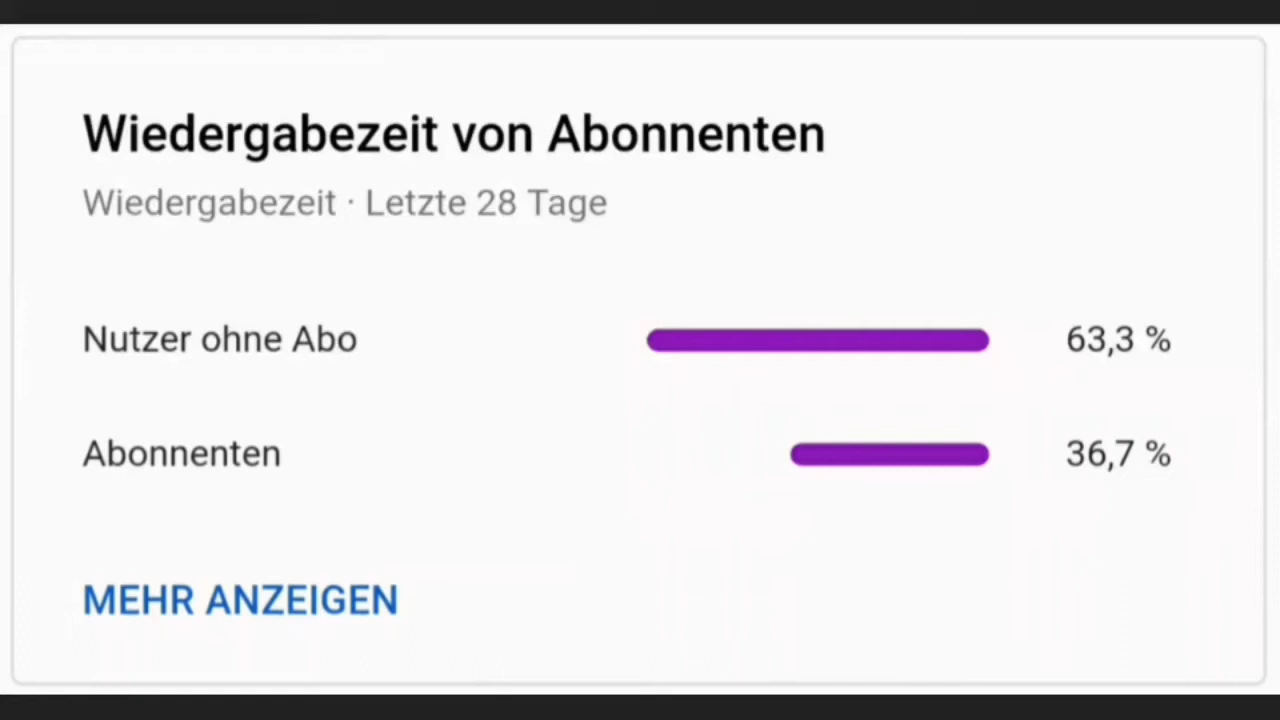 Wiedergabezeit von Abonnenten
Wiedergabezeit · Letzte 28 Tage
Nutzer ohne Abo 63,3 %
Abonnenten 36,7 %
MEHR ANZEIGEN